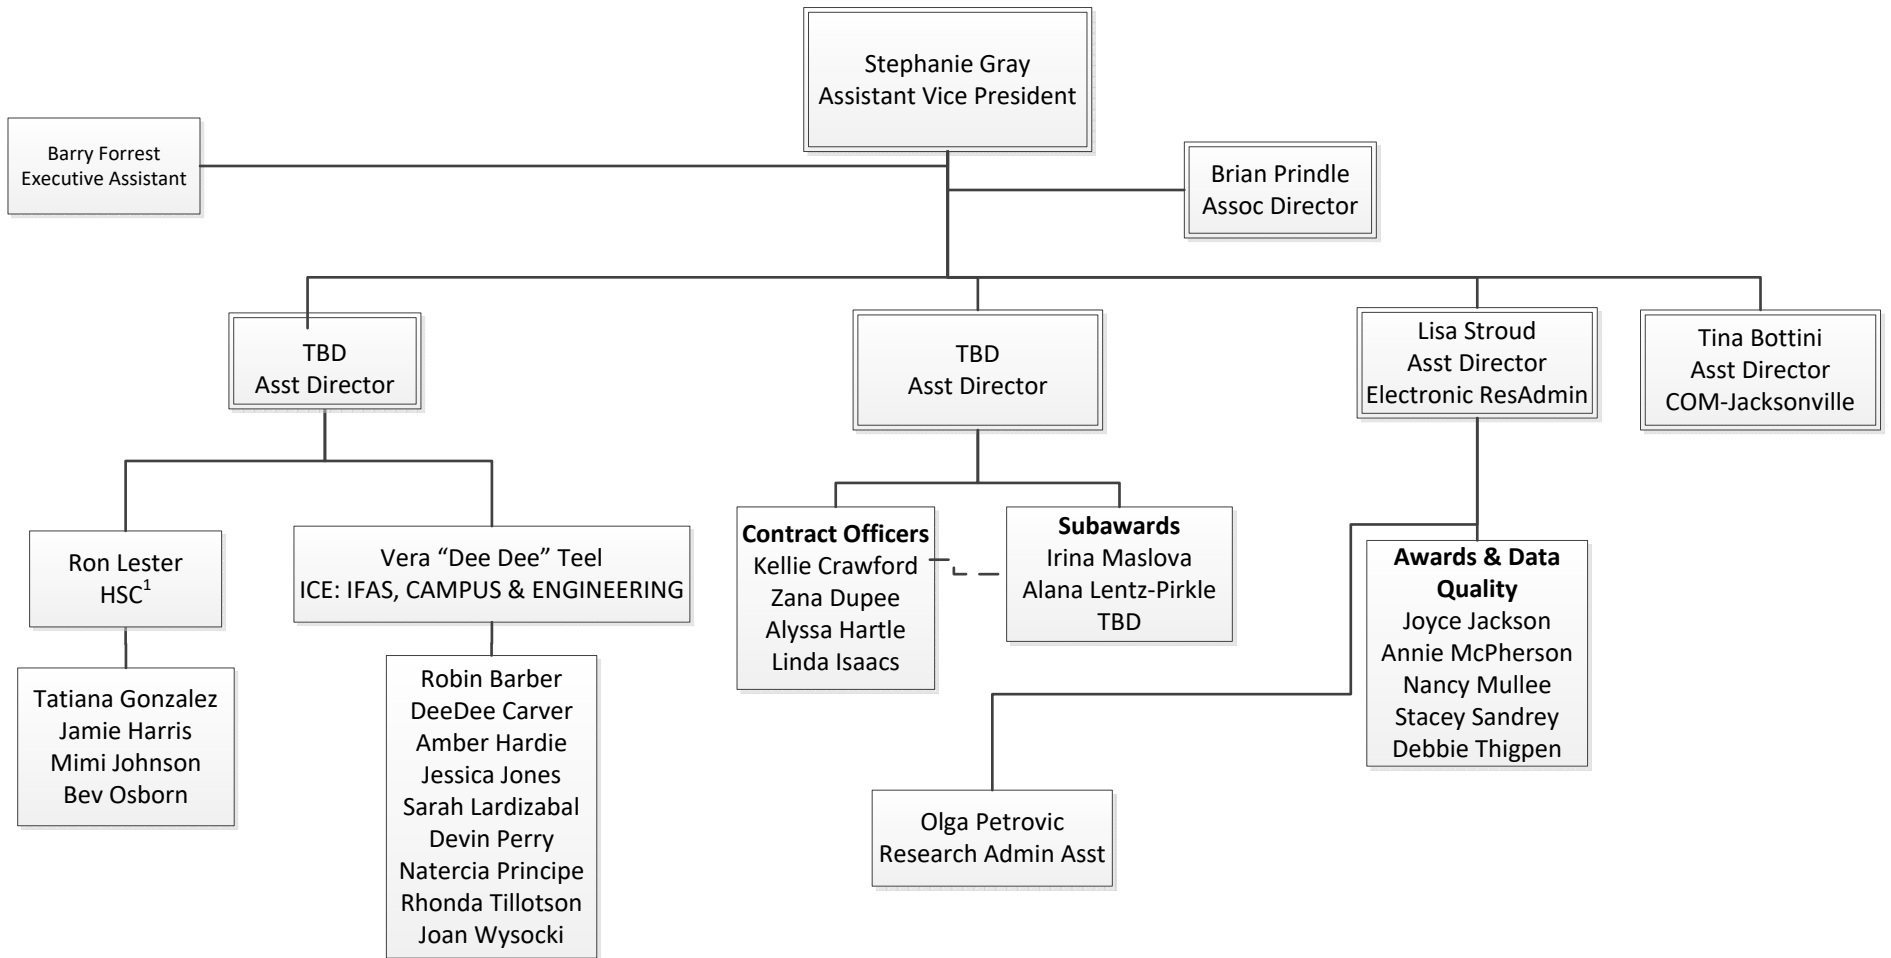 Stephanie Gray
Assistant Vice President
Barry Forrest
Executive Assistant
Brian Prindle
Assoc Director
TBD
Asst Director
TBD
Asst Director
Lisa Stroud
Asst Director
Electronic ResAdmin
Tina Bottini
Asst Director
COM-Jacksonville
Ron Lester
HSC¹
Vera “Dee Dee” Teel
ICE: IFAS, CAMPUS & ENGINEERING
Contract Officers
Kellie Crawford
Zana Dupee
Alyssa Hartle
Linda Isaacs
Subawards
Irina Maslova
Alana Lentz-Pirkle
TBD
Awards & Data
Quality
Joyce Jackson
Annie McPherson
Nancy Mullee
Stacey Sandrey
Debbie Thigpen
Tatiana Gonzalez
Jamie Harris
Mimi Johnson
Bev Osborn
Robin Barber
DeeDee Carver
Amber Hardie
Jessica Jones
Sarah Lardizabal
Devin Perry
Natercia Principe
Rhonda Tillotson
Joan Wysocki
Olga Petrovic
Research Admin Asst